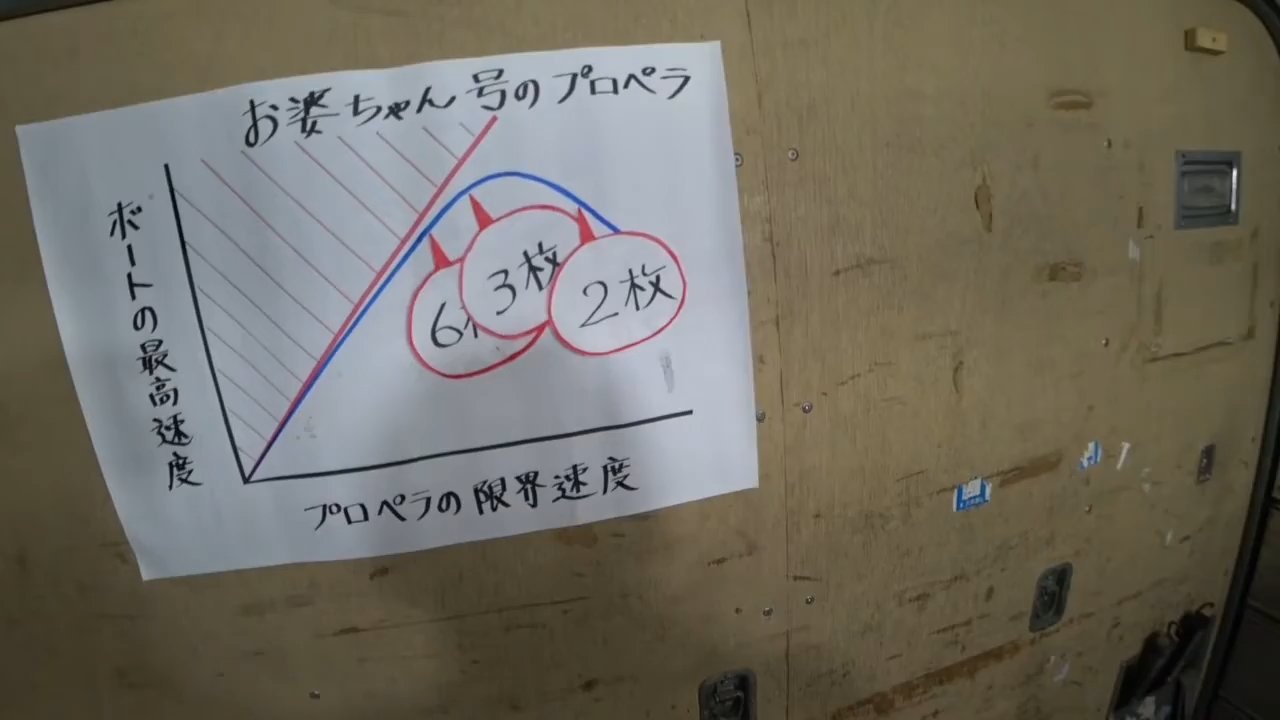 お婆ちゃん号のプロペラ
ボートの最高速度
6
3枚
2枚
プロペラの限界速度